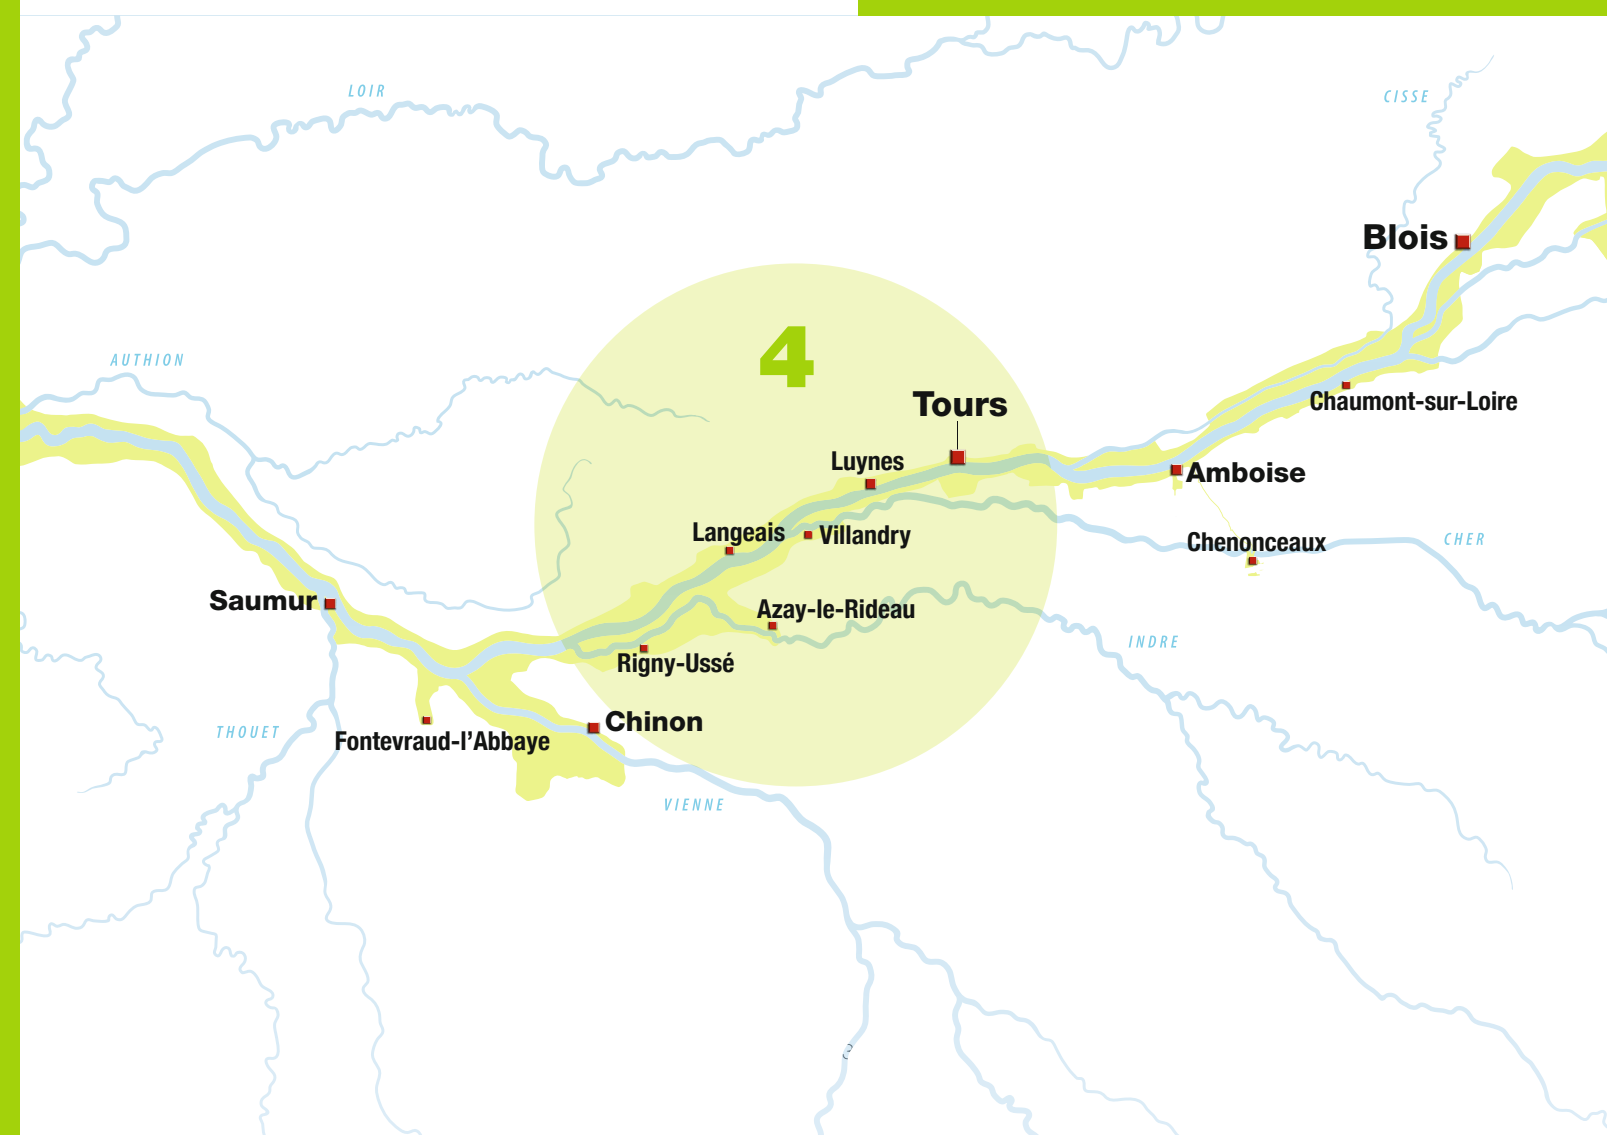 LOIR
CISSE
Blois
4
AUTHION
Tours
Chaumont-sur-Loire
Luynes
Amboise
Langeais
Villandry
Chenonceaux
CHER
Saumur
Azay-le-Rideau
INDRE
Rigny-Ussé
Chinon
THOUET
Fontevraud-l’Abbaye
VIENNE